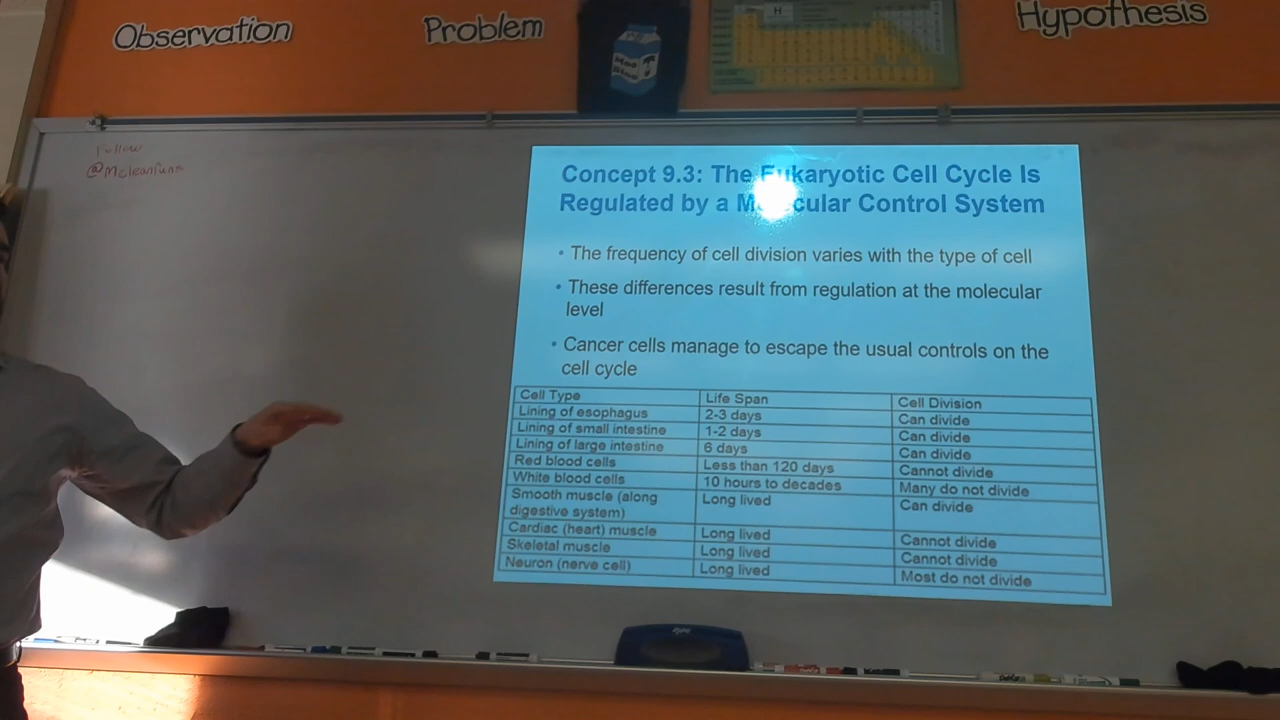 Observation
Problem
Hypothesis
Follow
H
Concept 9.3: The Eukaryotic Cell Cycle Is
Regulated by a Molecular Control System
• The frequency of cell division varies with the type of cell
• These differences result from regulation at the molecular
level
• Cancer cells manage to escape the usual controls on the
cell cycle
Cell Type Life Span Cell Division
Lining of esophagus 2-3 days Can divide
Lining of small intestine 1-2 days Can divide
Lining of large intestine 6 days Can divide
Red blood cells Less than 120 days Cannot divide
White blood cells 10 hours to decades Many do not divide
Smooth muscle (along Long lived Can divide
digestive system)
Cardiac (heart) muscle Long lived Cannot divide
Skeletal muscle Long lived Cannot divide
Neuron (nerve cell) Long lived Most do not divide